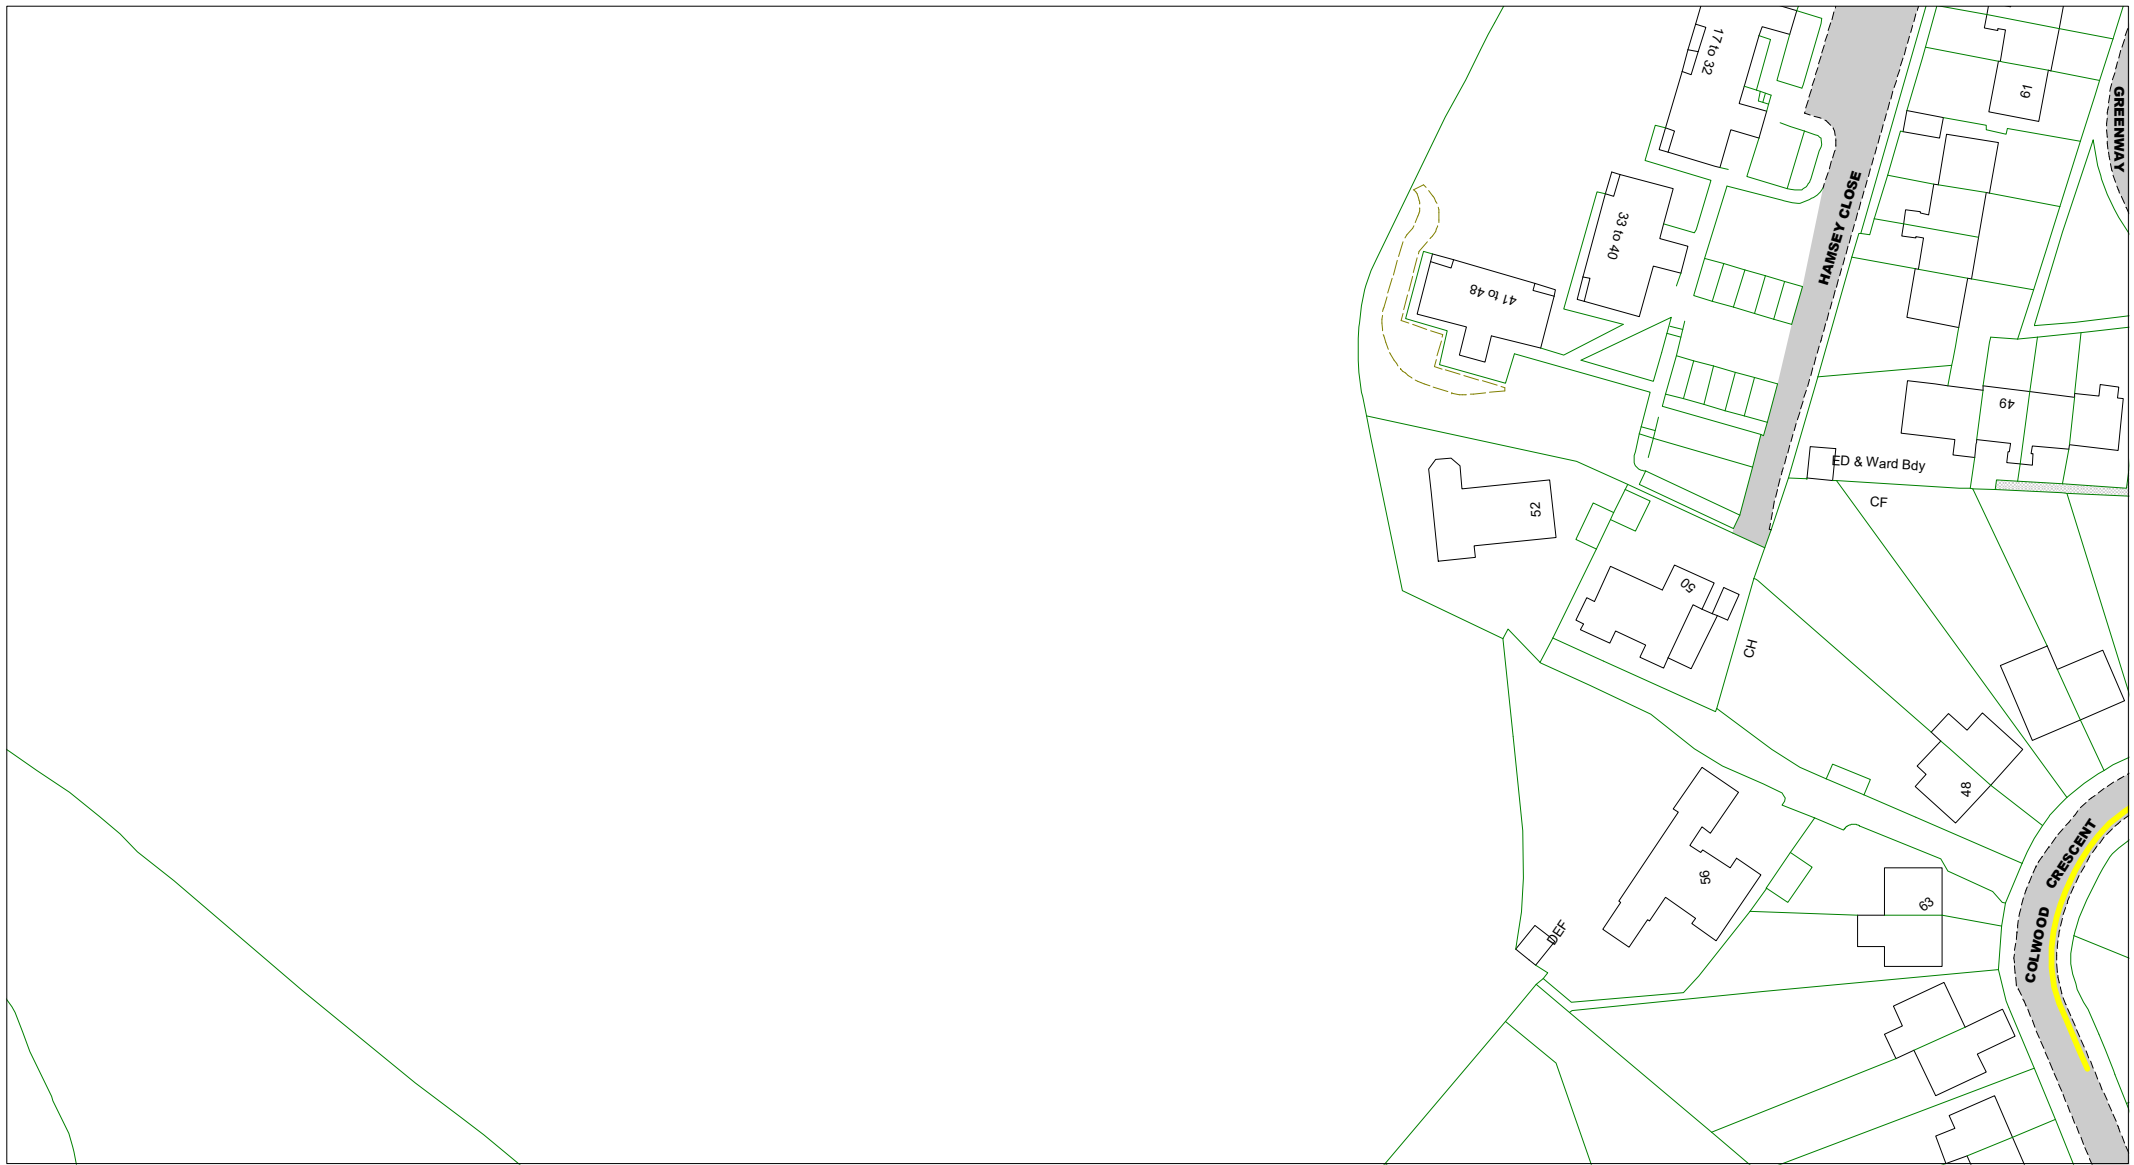 17 to 32
61
GREENWAY
HAMSEY CLOSE
33 to 40
41 to 48
49
ED & Ward Bdy
CF
52
50
CH
48
COLWOOD CRESCENT
56
63
DEF